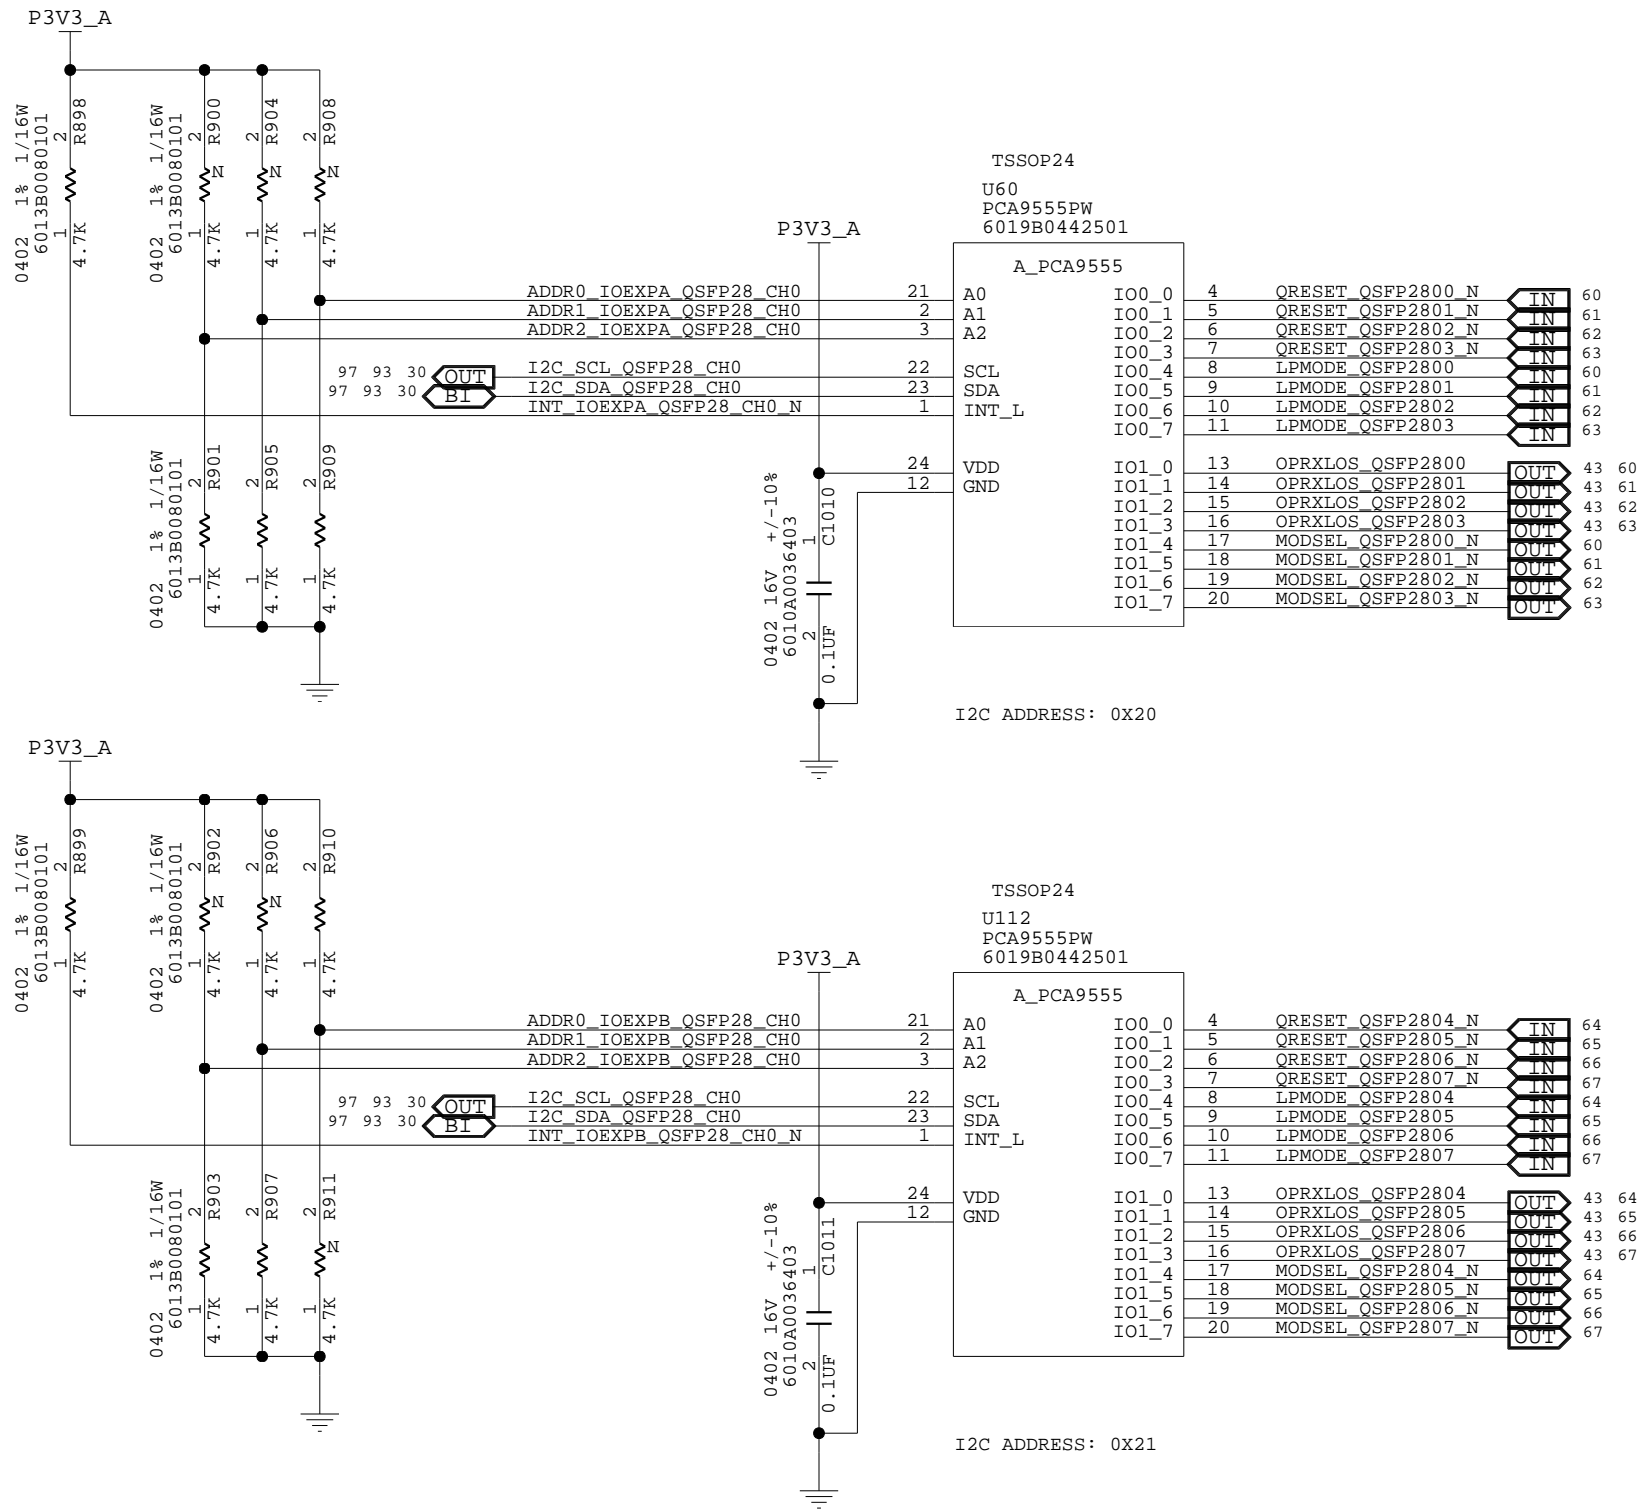 P3V3_A
0402 1% 1/16W
6013B0080101
2
R898
1
4.7K
0402 1% 1/16W
6013B0080101
2
R900
N
1
4.7K
2
R904
N
1
4.7K
2
R908
N
1
4.7K
0402 1% 1/16W
6013B0080101
2
R901
1
4.7K
2
R905
1
4.7K
2
R909
1
4.7K
TSSOP24
U60
PCA9555PW
6019B0442501
P3V3_A
A_PCA9555
ADDR0_IOEXPA_QSFP28_CH0 21 A0 IO0_0 4 QRESET_QSFP2800_N IN 60
ADDR1_IOEXPA_QSFP28_CH0 2 A1 IO0_1 5 QRESET_QSFP2801_N IN 61
ADDR2_IOEXPA_QSFP28_CH0 3 A2 IO0_2 6 QRESET_QSFP2802_N IN 62
IO0_3 7 QRESET_QSFP2803_N IN 63
97 93 30 OUT I2C_SCL_QSFP28_CH0 22 SCL IO0_4 8 LPMODE_QSFP2800 IN 60
97 93 30 BI I2C_SDA_QSFP28_CH0 23 SDA IO0_5 9 LPMODE_QSFP2801 IN 61
INT_IOEXPA_QSFP28_CH0_N 1 INT_L IO0_6 10 LPMODE_QSFP2802 IN 62
IO0_7 11 LPMODE_QSFP2803 IN 63
24 VDD IO1_0 13 OPRXLOS_QSFP2800 OUT 43 60
12 GND IO1_1 14 OPRXLOS_QSFP2801 OUT 43 61
IO1_2 15 OPRXLOS_QSFP2802 OUT 43 62
IO1_3 16 OPRXLOS_QSFP2803 OUT 43 63
IO1_4 17 MODSEL_QSFP2800_N OUT 60
IO1_5 18 MODSEL_QSFP2801_N OUT 61
IO1_6 19 MODSEL_QSFP2802_N OUT 62
IO1_7 20 MODSEL_QSFP2803_N OUT 63
0402 16V +/-10%
6010A0036403
1
C1010
2
0.1UF
I2C ADDRESS: 0X20
P3V3_A
0402 1% 1/16W
6013B0080101
2
R899
1
4.7K
0402 1% 1/16W
6013B0080101
2
R902
N
1
4.7K
2
R906
N
1
4.7K
2
R910
1
4.7K
0402 1% 1/16W
6013B0080101
2
R903
1
4.7K
2
R907
1
4.7K
2
R911
N
1
4.7K
TSSOP24
U112
PCA9555PW
6019B0442501
P3V3_A
A_PCA9555
ADDR0_IOEXPB_QSFP28_CH0 21 A0 IO0_0 4 QRESET_QSFP2804_N IN 64
ADDR1_IOEXPB_QSFP28_CH0 2 A1 IO0_1 5 QRESET_QSFP2805_N IN 65
ADDR2_IOEXPB_QSFP28_CH0 3 A2 IO0_2 6 QRESET_QSFP2806_N IN 66
IO0_3 7 QRESET_QSFP2807_N IN 67
97 93 30 OUT I2C_SCL_QSFP28_CH0 22 SCL IO0_4 8 LPMODE_QSFP2804 IN 64
97 93 30 BI I2C_SDA_QSFP28_CH0 23 SDA IO0_5 9 LPMODE_QSFP2805 IN 65
INT_IOEXPB_QSFP28_CH0_N 1 INT_L IO0_6 10 LPMODE_QSFP2806 IN 66
IO0_7 11 LPMODE_QSFP2807 IN 67
24 VDD IO1_0 13 OPRXLOS_QSFP2804 OUT 43 64
12 GND IO1_1 14 OPRXLOS_QSFP2805 OUT 43 65
IO1_2 15 OPRXLOS_QSFP2806 OUT 43 66
IO1_3 16 OPRXLOS_QSFP2807 OUT 43 67
IO1_4 17 MODSEL_QSFP2804_N OUT 64
IO1_5 18 MODSEL_QSFP2805_N OUT 65
IO1_6 19 MODSEL_QSFP2806_N OUT 66
IO1_7 20 MODSEL_QSFP2807_N OUT 67
0402 16V +/-10%
6010A0036403
1
C1011
2
0.1UF
I2C ADDRESS: 0X21